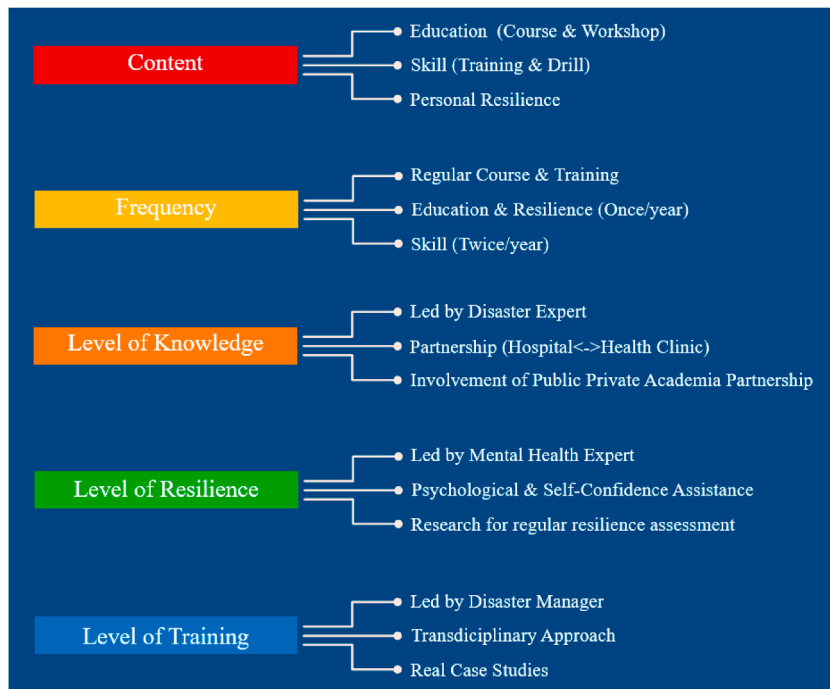 Content
Education (Course & Workshop)
Skill (Training & Drill)
Personal Resilience
Frequency
Regular Course & Training
Education & Resilience (Once/year)
Skill (Twice/year)
Level of Knowledge
Led by Disaster Expert
Partnership (Hospital<->Health Clinic)
Involvement of Public Private Academia Partnership
Level of Resilience
Led by Mental Health Expert
Psychological & Self-Confidence Assistance
Research for regular resilience assessment
Level of Training
Led by Disaster Manager
Transdiciplinary Approach
Real Case Studies